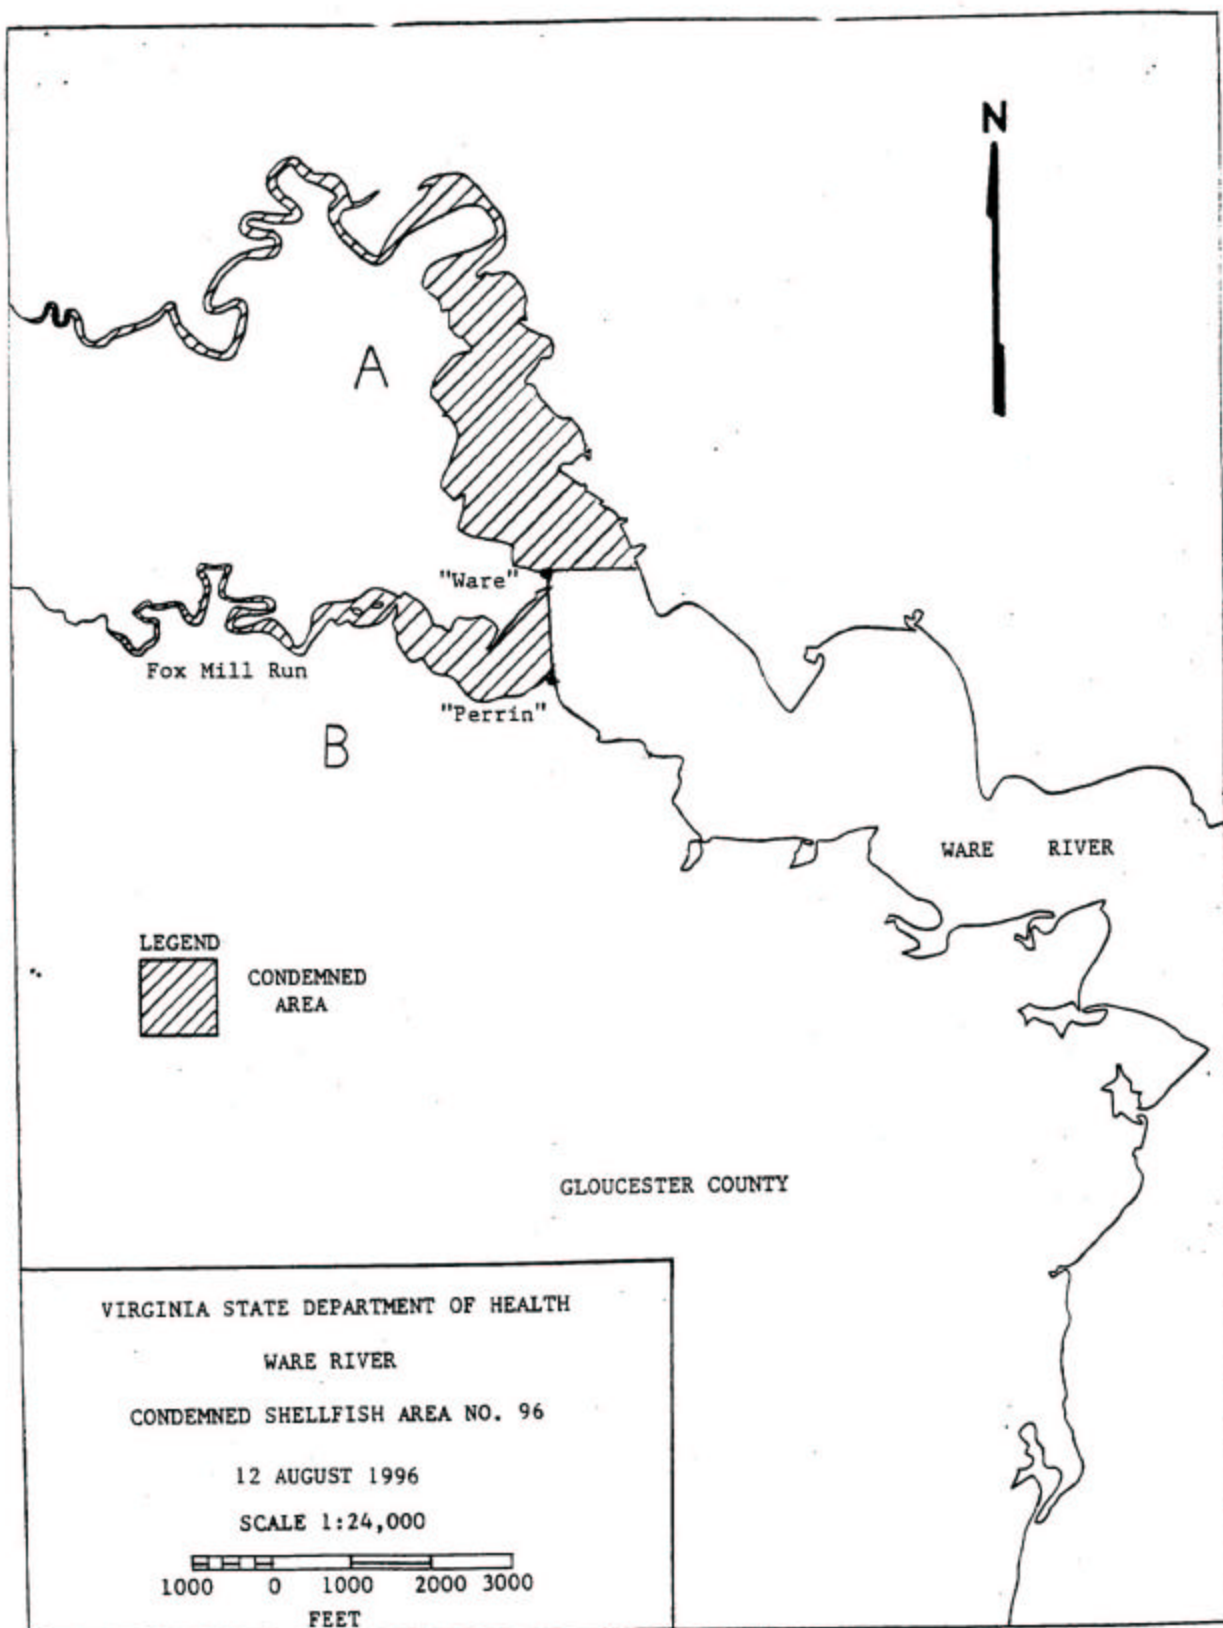 N
A
"Ware"
Fox Mill Run
"Perrin"
B
WARE RIVER
LEGEND
CONDEMNED
AREA
GLOUCESTER COUNTY
VIRGINIA STATE DEPARTMENT OF HEALTH
WARE RIVER
CONDEMNED SHELLFISH AREA NO. 96
12 AUGUST 1996
SCALE 1:24,000
1000 0 1000 2000 3000
FEET